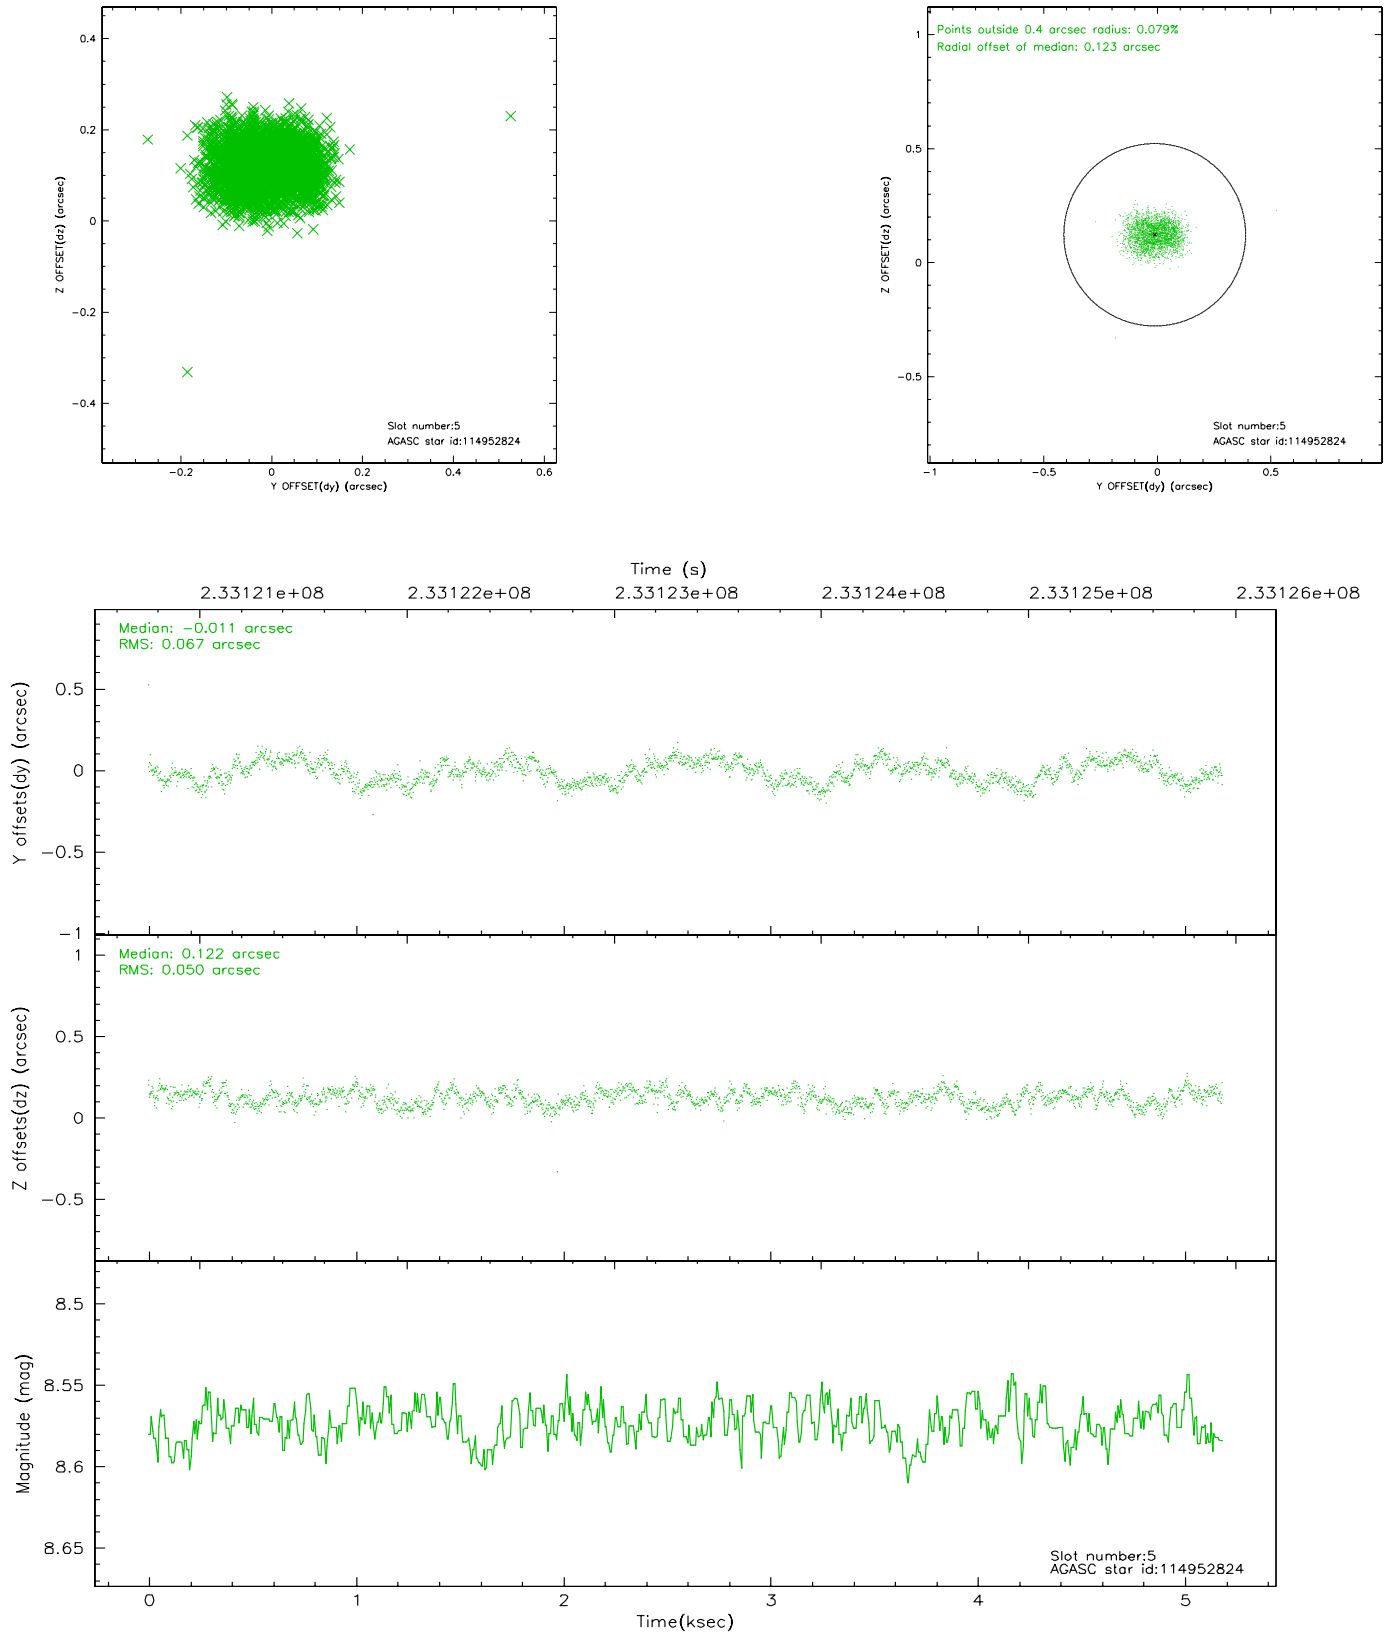 0.4
0.2
0
−0.2
−0.4
Z OFFSET(dz) (arcsec)
Slot number:5
AGASC star id:114952824
−0.2 0 0.2 0.4 0.6
Y OFFSET(dy) (arcsec)
Points outside 0.4 arcsec radius: 0.079%
Radial offset of median: 0.123 arcsec
1
0.5
0
−0.5
Z OFFSET(dz) (arcsec)
Slot number:5
AGASC star id:114952824
−1 −0.5 0 0.5
Y OFFSET(dy) (arcsec)
Time (s)
2.33121e+08 2.33122e+08 2.33123e+08 2.33124e+08 2.33125e+08 2.33126e+08
Median: −0.011 arcsec
RMS: 0.067 arcsec
0.5
0
−0.5
−1
Y offsets(dy) (arcsec)
Median: 0.122 arcsec
RMS: 0.050 arcsec
1
0.5
0
−0.5
Z offsets(dz) (arcsec)
8.5
8.55
8.6
8.65
Magnitude (mag)
Slot number:5
AGASC star id:114952824
0 1 2 3 4 5
Time(ksec)